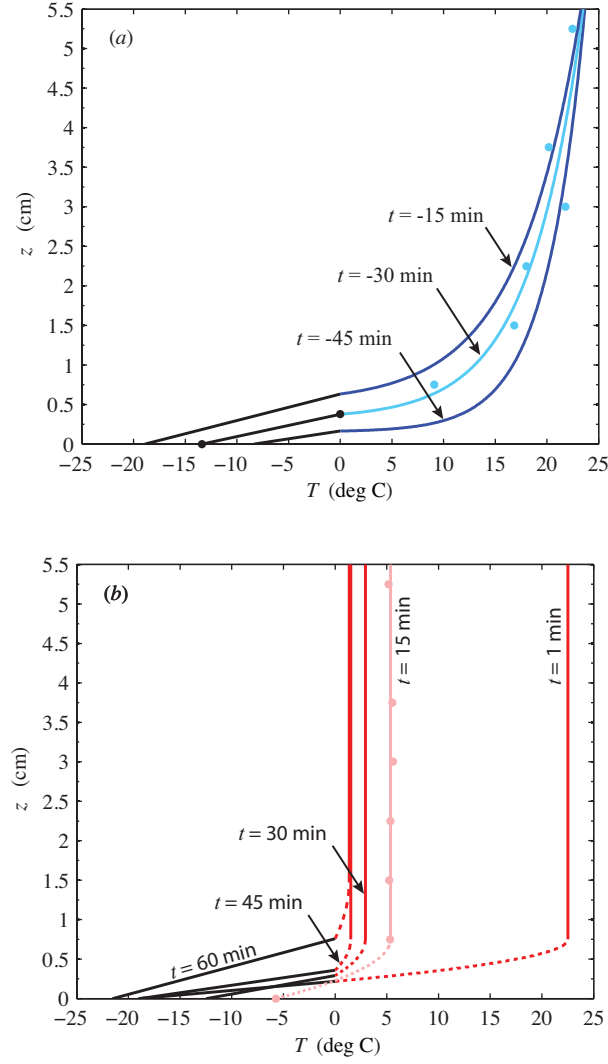 (a)
5.5
5
4.5
4
3.5
3
2.5
2
1.5
1
0.5
0
z (cm)
t = -15 min
t = -30 min
t = -45 min
−25 −20 −15 −10 −5 0 5 10 15 20 25
T (deg C)
(b)
5.5
5
4.5
4
3.5
3
2.5
2
1.5
1
0.5
0
z (cm)
t = 15 min
t = 1 min
t = 30 min
t = 45 min
t = 60 min
−25 −20 −15 −10 −5 0 5 10 15 20 25
T (deg C)